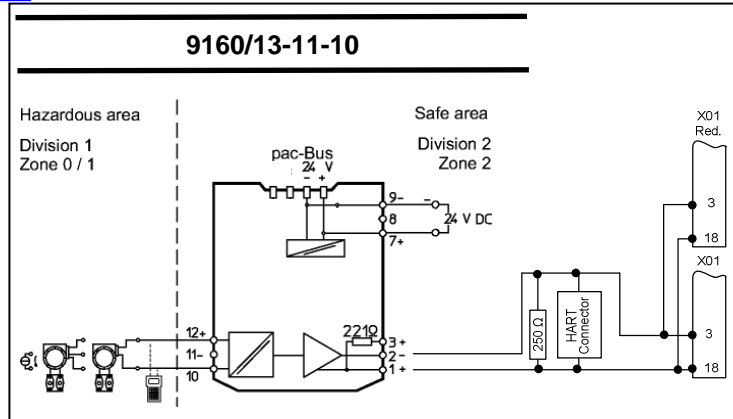 9160/13-11-10
Hazardous area
Division 1
Zone 0 / 1
Safe area
Division 2
Zone 2
pac-Bus
24 V
- +
9-
8
7+
-
24 V DC
12+
11-
10
221Ω
3 +
2 -
1 +
250 Ω
HART
Connector
X01
Red.
3
18
X01
3
18